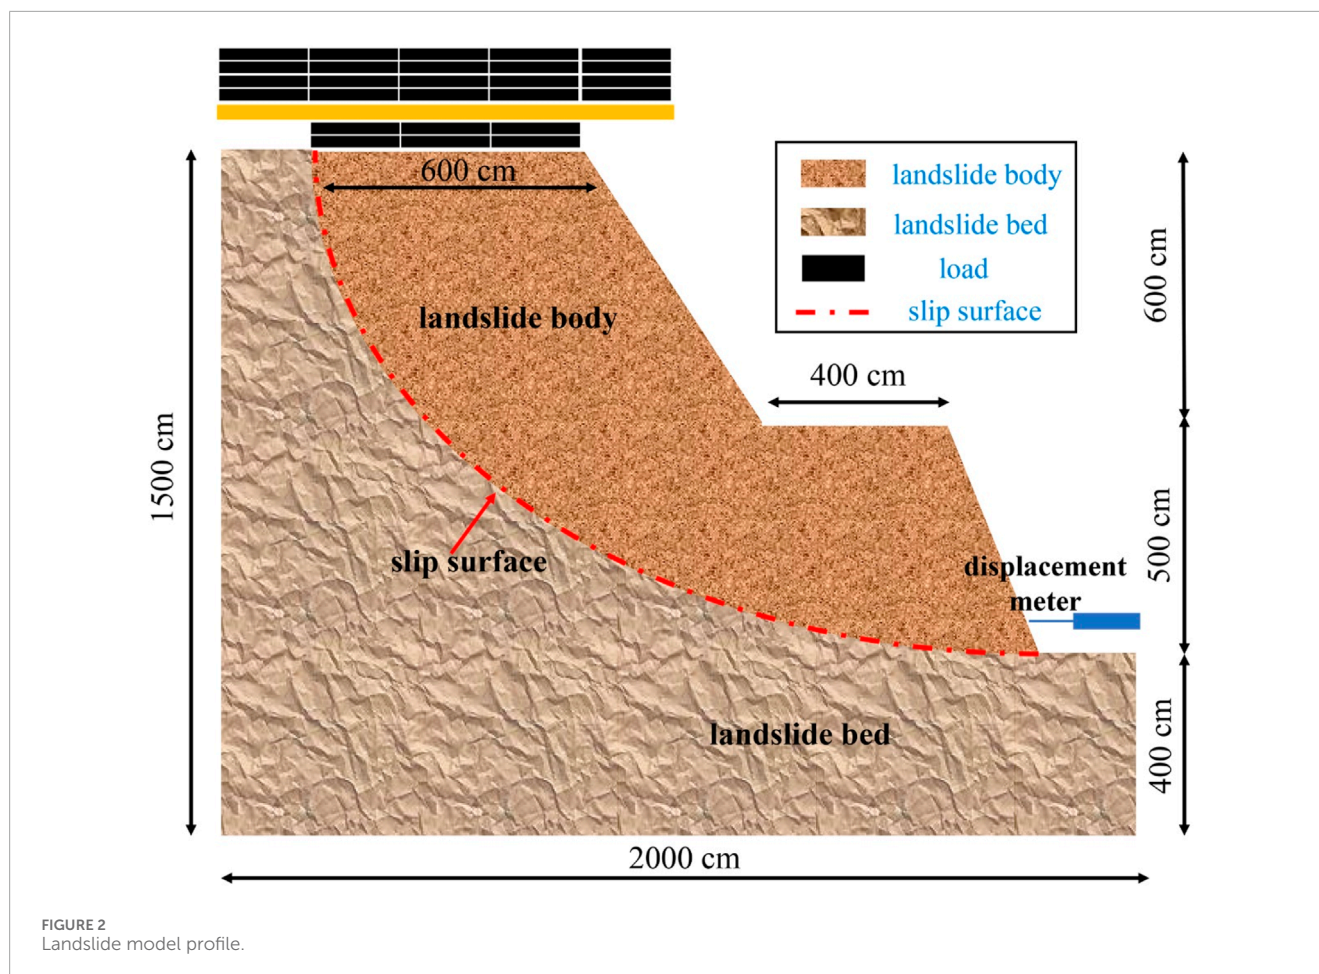 600 cm
landslide body
landslide bed
load
slip surface
landslide body
400 cm
600 cm
1500 cm
slip surface
500 cm
displacement
meter
landslide bed
400 cm
2000 cm
FIGURE 2
Landslide model profile.